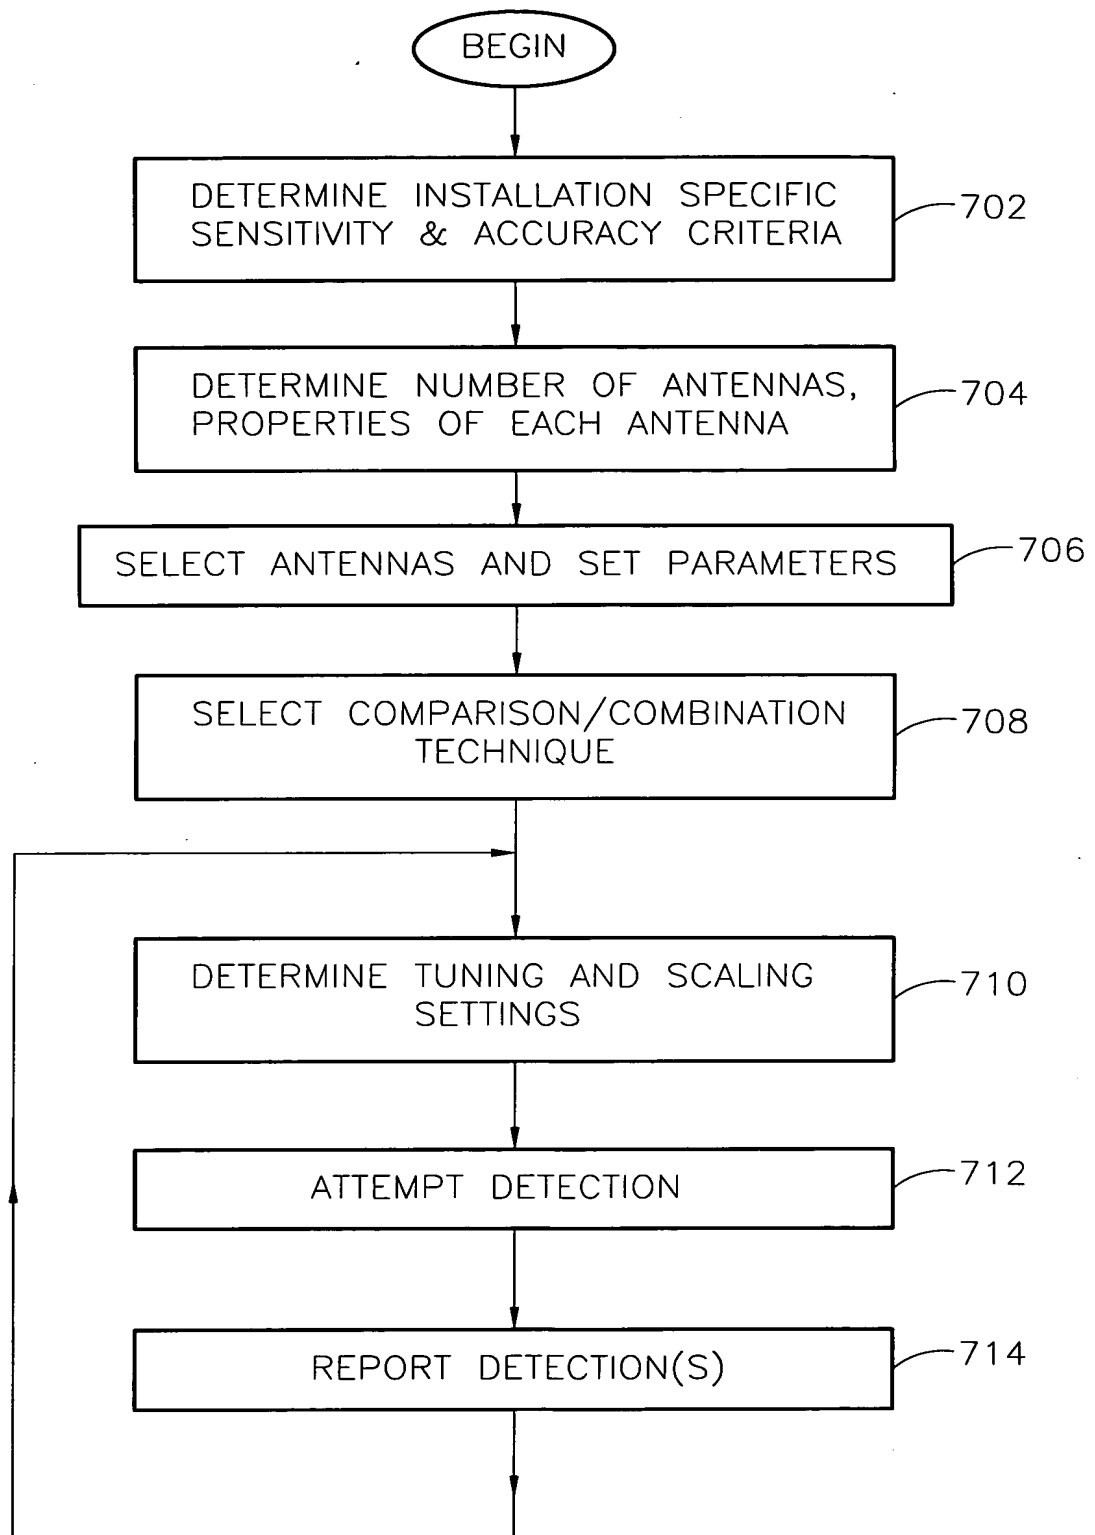 BEGIN
DETERMINE INSTALLATION SPECIFIC
SENSITIVITY & ACCURACY CRITERIA
702
DETERMINE NUMBER OF ANTENNAS,
PROPERTIES OF EACH ANTENNA
704
SELECT ANTENNAS AND SET PARAMETERS
706
SELECT COMPARISON/COMBINATION
TECHNIQUE
708
DETERMINE TUNING AND SCALING
SETTINGS
710
ATTEMPT DETECTION
712
REPORT DETECTION(S)
714